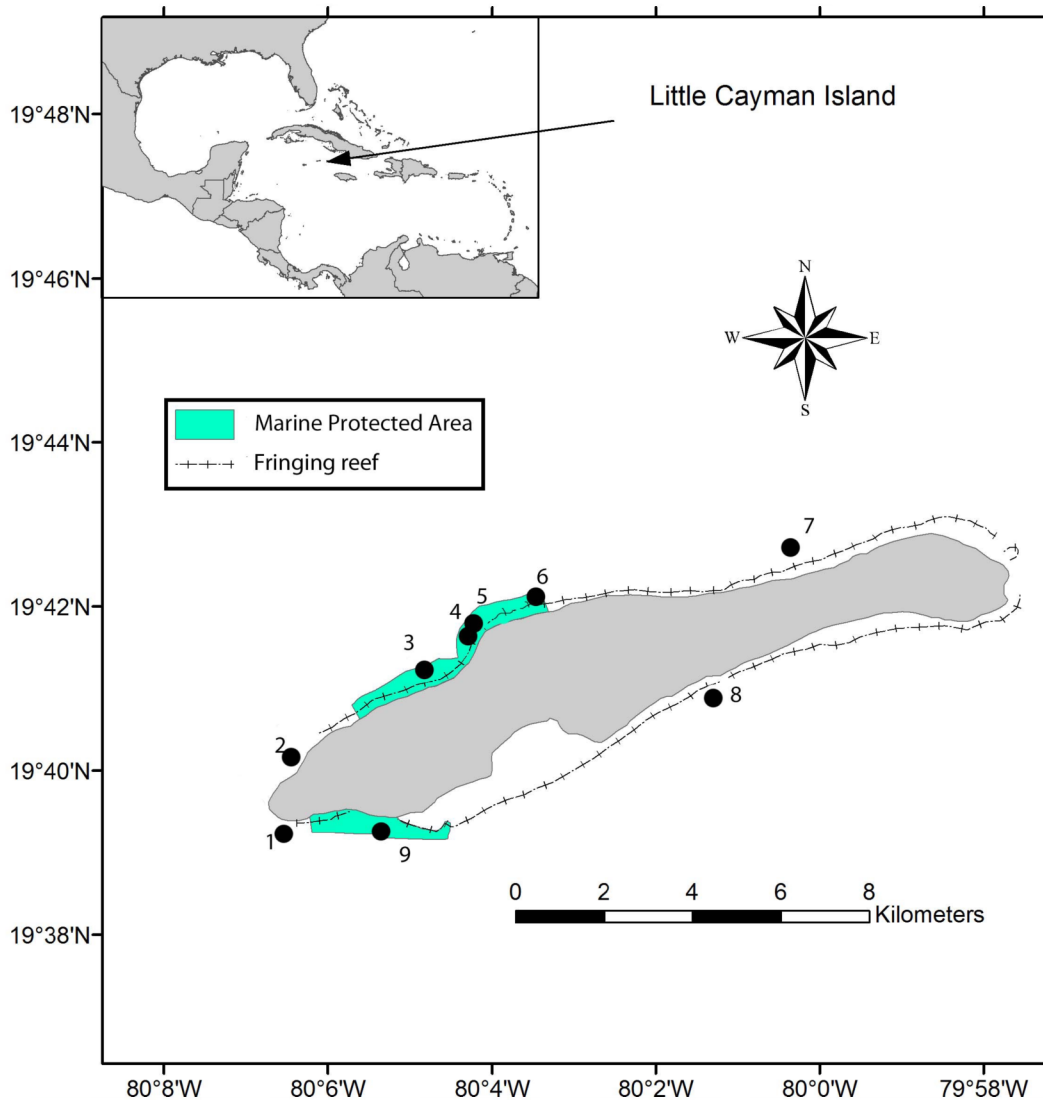 Little Cayman Island
19°48'N
19°46'N
19°44'N
19°42'N
19°40'N
19°38'N
N
W
E
S
Marine Protected Area
Fringing reef
7
6
5
4
3
8
2
1
9
0 2 4 6 8
Kilometers
80°8'W 80°6'W 80°4'W 80°2'W 80°0'W 79°58'W